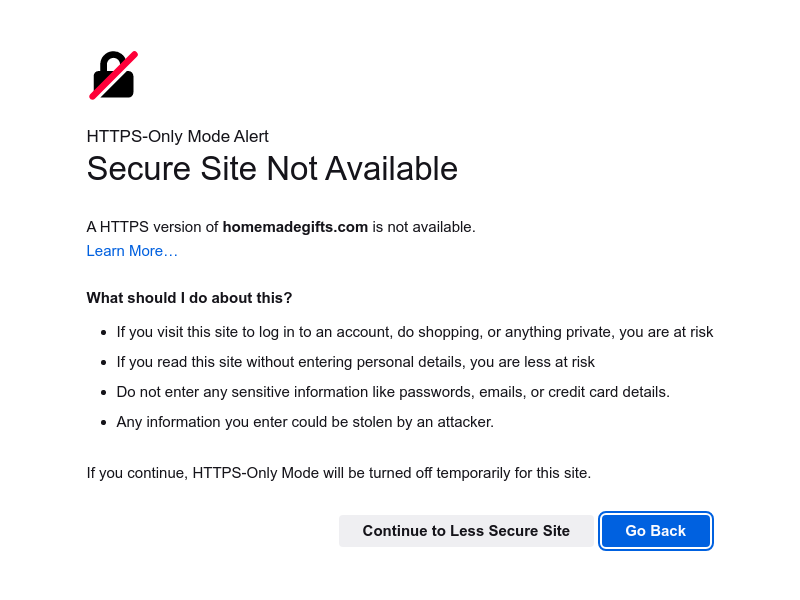 HTTPS-Only Mode Alert
Secure Site Not Available
A HTTPS version of homemadegifts.com is not available.
Learn More…
What should I do about this?
If you visit this site to log in to an account, do shopping, or anything private, you are at risk
If you read this site without entering personal details, you are less at risk
Do not enter any sensitive information like passwords, emails, or credit card details.
Any information you enter could be stolen by an attacker.
If you continue, HTTPS-Only Mode will be turned off temporarily for this site.
Continue to Less Secure Site
Go Back